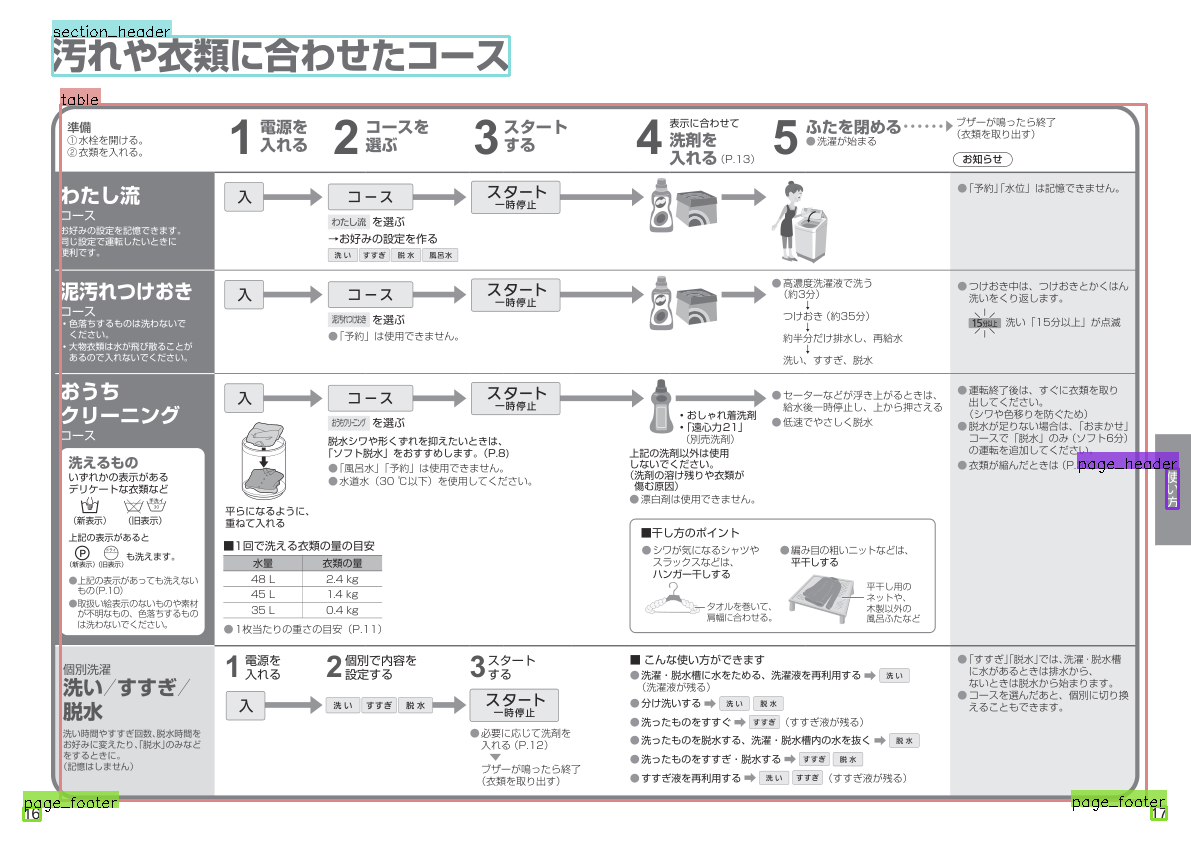 section_header
汚れや衣類に合わせたコース
table
準備
①水栓を開ける。
②衣類を入れる。
1 電源を
入れる
2 コースを
選ぶ
3 スタート
する
4 表示に合わせて
洗剤を
入れる(P.13)
5 ふたを閉める
●洗濯が始まる
ブザーが鳴ったら終了
(衣類を取り出す)
お知らせ
わたし流
コース
お好みの設定を記憶できます。
同じ設定で運転したいときに
便利です。
入
コース
わたし流 を選ぶ
→お好みの設定を作る
洗い すすぎ 脱水 風呂水
スタート
一時停止
●「予約」「水位」は記憶できません。
泥汚れつけおき
コース
・色落ちするものは洗わないで
ください。
・大物衣類は水が飛び散ることが
あるので入れないでください。
入
コース
泥汚れつけおき を選ぶ
●「予約」は使用できません。
スタート
一時停止
●高濃度洗濯液で洗う
(約3分)
↓
つけおき(約35分)
↓
約半分だけ排水し、再給水
↓
洗い、すすぎ、脱水
●つけおき中は、つけおきとかくはん
洗いをくり返します。
15分以上 洗い「15分以上」が点滅
おうち
クリーニング
コース
洗えるもの
いずれかの表示がある
デリケートな衣類など
(新表示) (旧表示)
上記の表示があると
も洗えます。
(新表示) (旧表示)
●上記の表示があっても洗えない
もの(P.10)
●取扱い絵表示のないものや素材
が不明なもの、色落ちするもの
は洗わないでください。
入
平らになるように、
重ねて入れる
コース
おうちクリーニング を選ぶ
脱水シワや形くずれを抑えたいときは、
「ソフト脱水」をおすすめします。(P.8)
●「風呂水」「予約」は使用できません。
●水道水(30℃以下)を使用してください。
スタート
一時停止
■1回で洗える衣類の量の目安
水量 衣類の量
48 L 2.4 kg
45 L 1.4 kg
35 L 0.4 kg
●1枚当たりの重さの目安(P.11)
・おしゃれ着洗剤
・「遠心力21」
(別売洗剤)
上記の洗剤以外は使用
しないでください。
(洗剤の溶け残りや衣類が
傷む原因)
●漂白剤は使用できません。
●セーターなどが浮き上がるときは、
給水後一時停止し、上から押さえる
●低速でやさしく脱水
■干し方のポイント
●シワが気になるシャツや
スラックスなどは、
ハンガー干しする
タオルを巻いて、
肩幅に合わせる。
●編み目の粗いニットなどは、
平干しする
平干し用の
ネットや、
木製以外の
風呂ふたなど
●運転終了後は、すぐに衣類を取り
出してください。
(シワや色移りを防ぐため)
●脱水が足りない場合は、「おまかせ」
コースで「脱水」のみ(ソフト6分)
の運転を追加してください。
●衣類が縮んだときは(P.
page_header
使い方
個別洗濯
洗い/すすぎ/
脱水
洗い時間やすすぎ回数、脱水時間を
お好みに変えたり、「脱水」のみなど
をするときに。
(記憶はしません)
1 電源を
入れる
入
2 個別で内容を
設定する
洗い すすぎ 脱水
3 スタート
する
スタート
一時停止
●必要に応じて洗剤を
入れる(P.12)
ブザーが鳴ったら終了
(衣類を取り出す)
■こんな使い方ができます
●洗濯・脱水槽に水をためる、洗濯液を再利用する 洗い
(洗濯液が残る)
●分け洗いする 洗い 脱水
●洗ったものをすすぐ すすぎ (すすぎ液が残る)
●洗ったものを脱水する、洗濯・脱水槽内の水を抜く 脱水
●洗ったものをすすぎ・脱水する すすぎ 脱水
●すすぎ液を再利用する 洗い すすぎ (すすぎ液が残る)
●「すすぎ」「脱水」では、洗濯・脱水槽
に水があるときは排水から、
ないときは脱水から始まります。
●コースを選んだあと、個別に切り換
えることもできます。
page_footer
16
page_footer
17